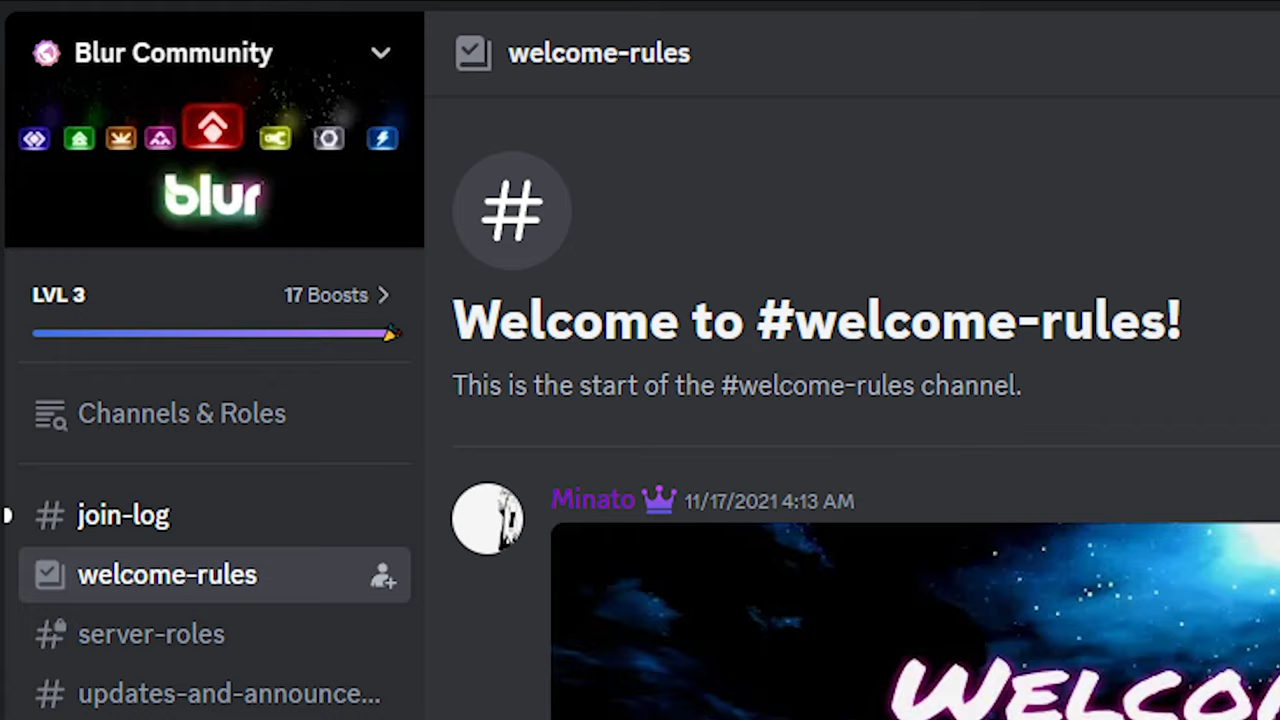 Blur Community
blur
LVL 3
17 Boosts
Channels & Roles
join-log
welcome-rules
server-roles
updates-and-announce...
welcome-rules
Welcome to #welcome-rules!
This is the start of the #welcome-rules channel.
Minato 11/17/2021 4:13 AM
WELCO